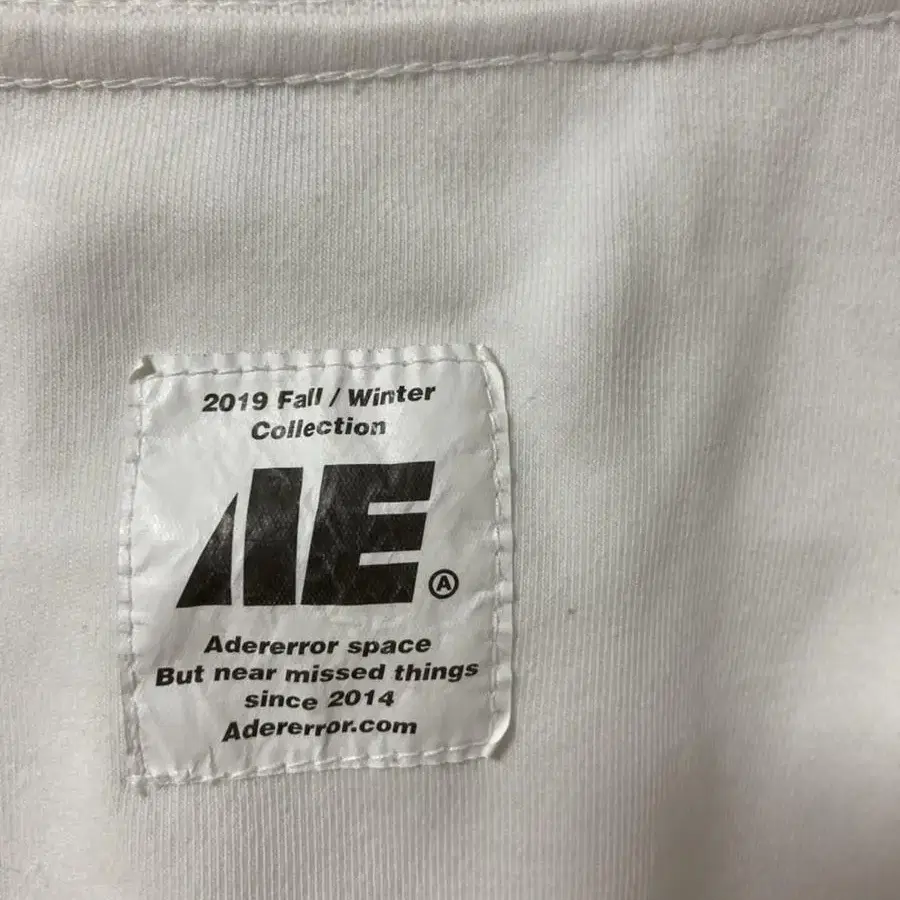 2019 Fall / Winter
Collection
AE Ⓐ
Adererror space
But near missed things
since 2014
Adererror.com